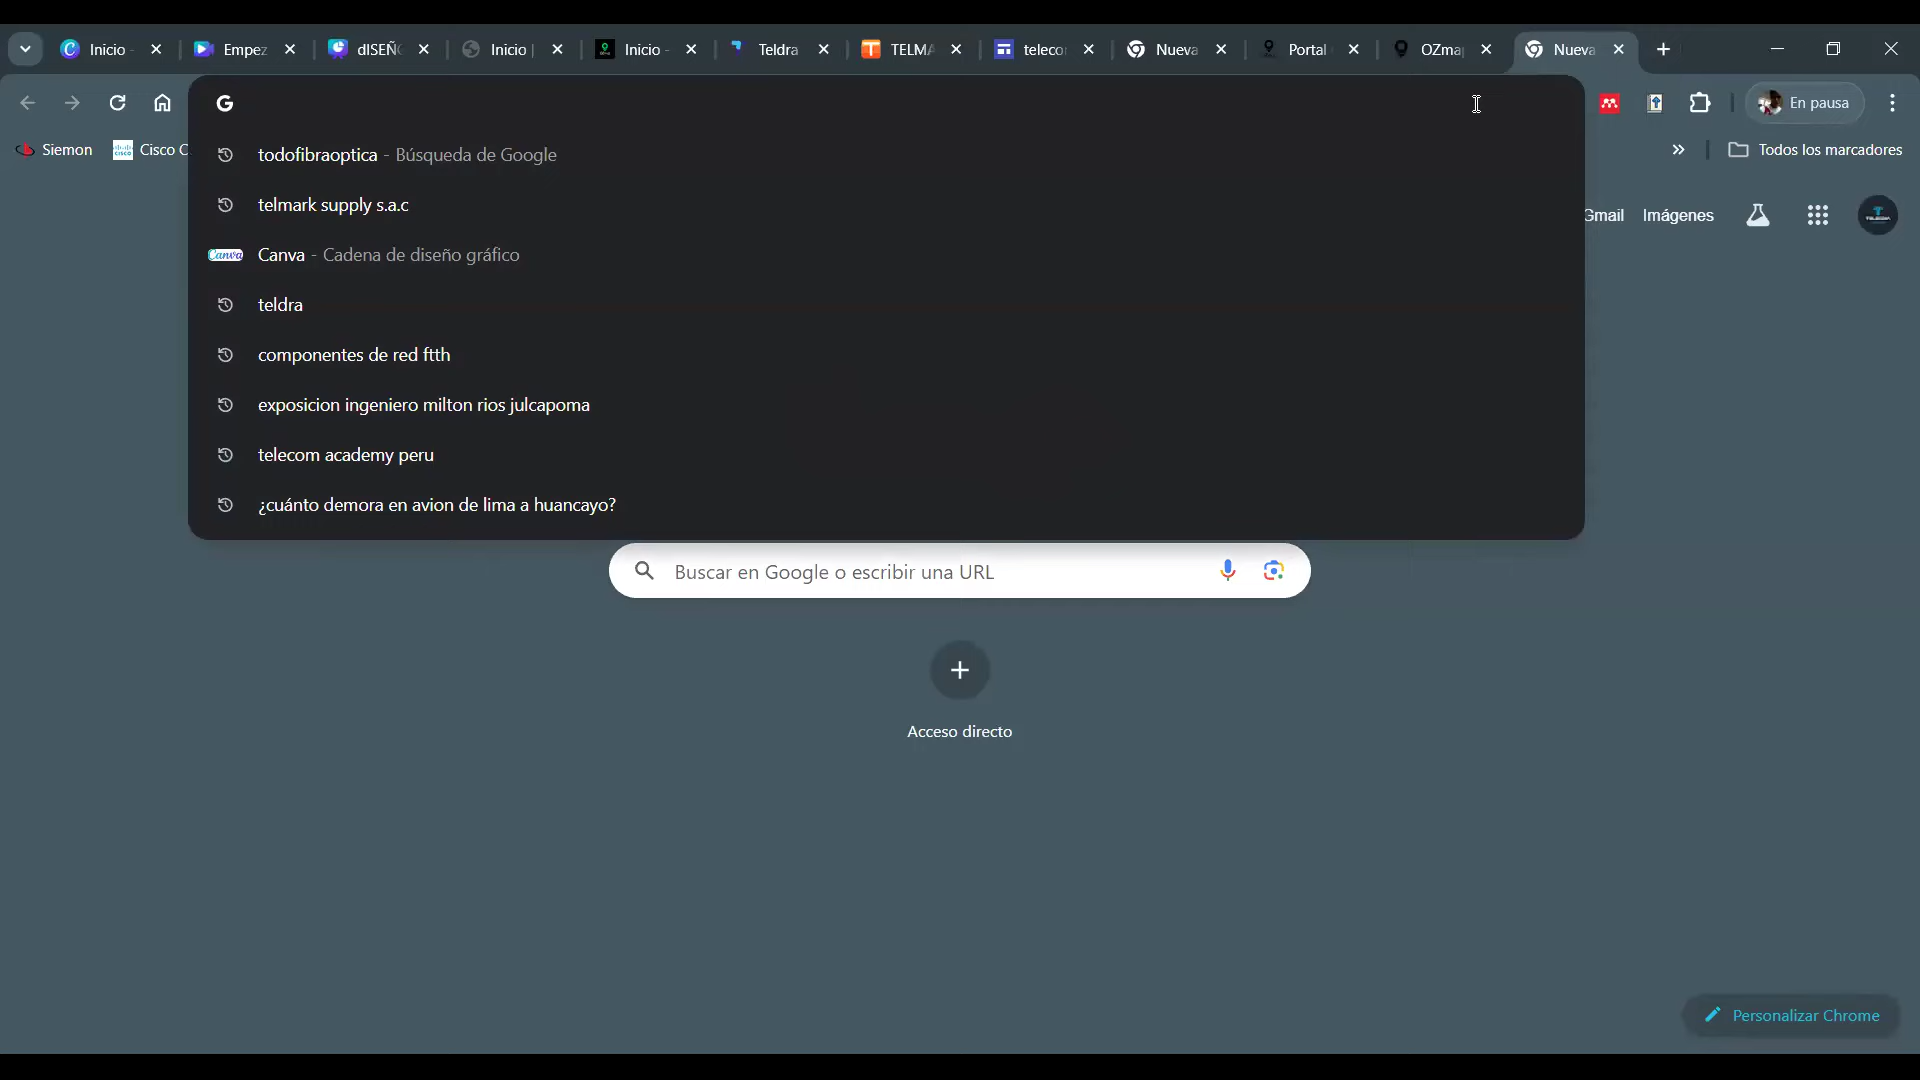 Inicio - Empez dISEÑ Inicio | Inicio - Teldra TELMA teleco Nueva Portal OZma Nueva
G
En pausa
Siemon Cisco C Todos los marcadores
todofibraoptica - Búsqueda de Google
telmark supply s.a.c
Gmail Imágenes
Canva Canva - Cadena de diseño gráfico
teldra
componentes de red ftth
exposicion ingeniero milton rios julcapoma
telecom academy peru
¿cuánto demora en avion de lima a huancayo?
Buscar en Google o escribir una URL
Acceso directo
Personalizar Chrome